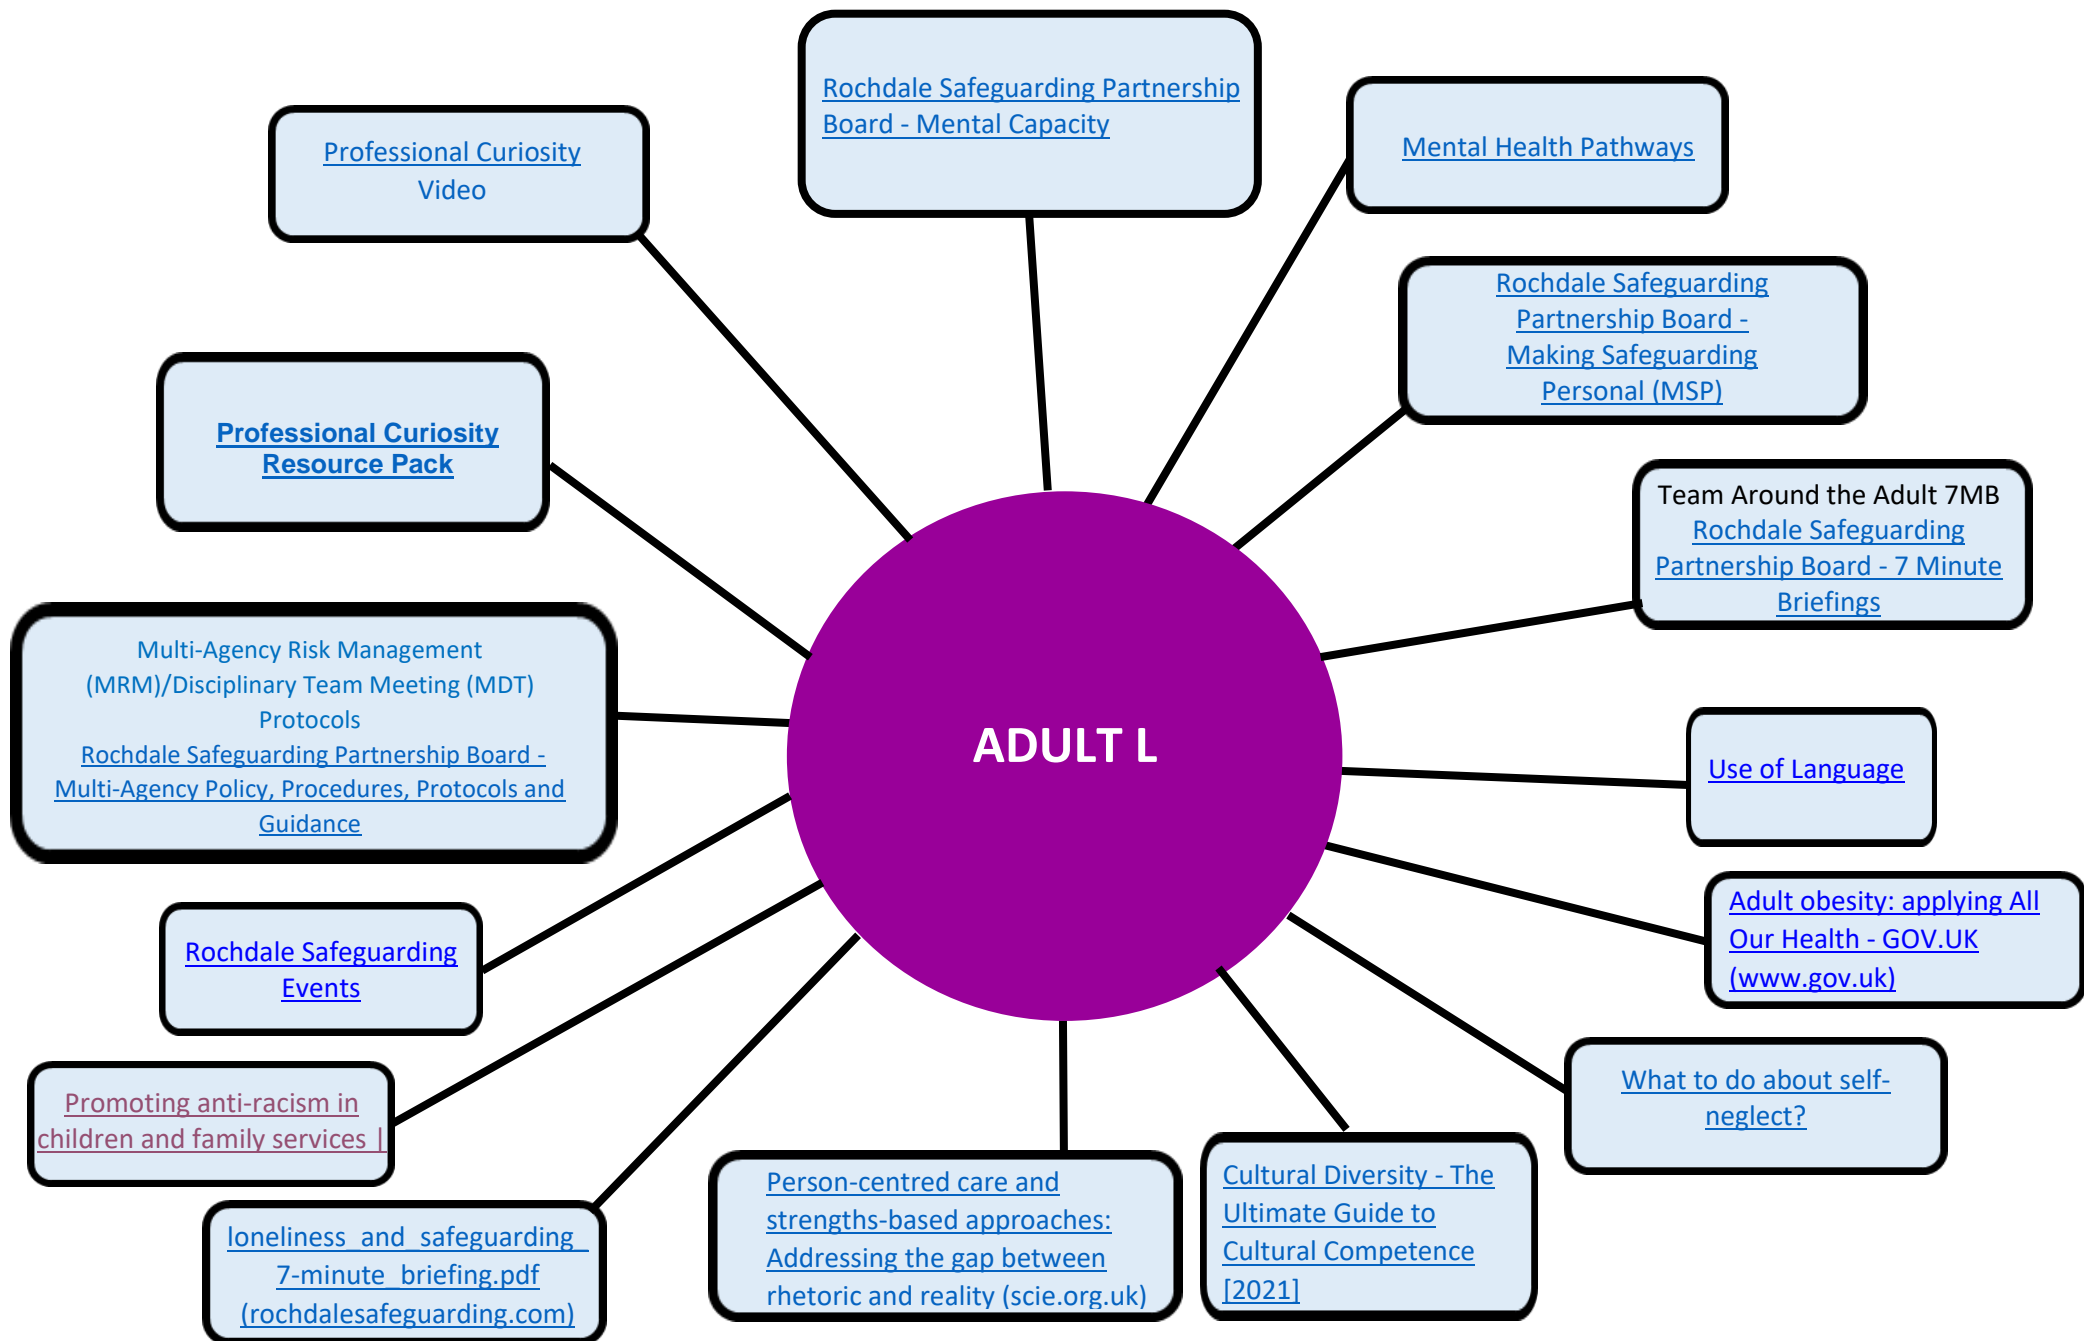 Rochdale Safeguarding Partnership
Board - Mental Capacity
Mental Health Pathways
Professional Curiosity
Video
Rochdale Safeguarding
Partnership Board -
Making Safeguarding
Personal (MSP)
Professional Curiosity
Resource Pack
Team Around the Adult 7MB
Rochdale Safeguarding
Partnership Board - 7 Minute
Briefings
Multi-Agency Risk Management
(MRM)/Disciplinary Team Meeting (MDT)
Protocols
Rochdale Safeguarding Partnership Board -
Multi-Agency Policy, Procedures, Protocols and
Guidance
ADULT L
Use of Language
Adult obesity: applying All
Our Health - GOV.UK
(www.gov.uk)
Rochdale Safeguarding
Events
What to do about self-
neglect?
Promoting anti-racism in
children and family services |
loneliness_and_safeguarding_
7-minute_briefing.pdf
(rochdalesafeguarding.com)
Person-centred care and
strengths-based approaches:
Addressing the gap between
rhetoric and reality (scie.org.uk)
Cultural Diversity - The
Ultimate Guide to
Cultural Competence
[2021]